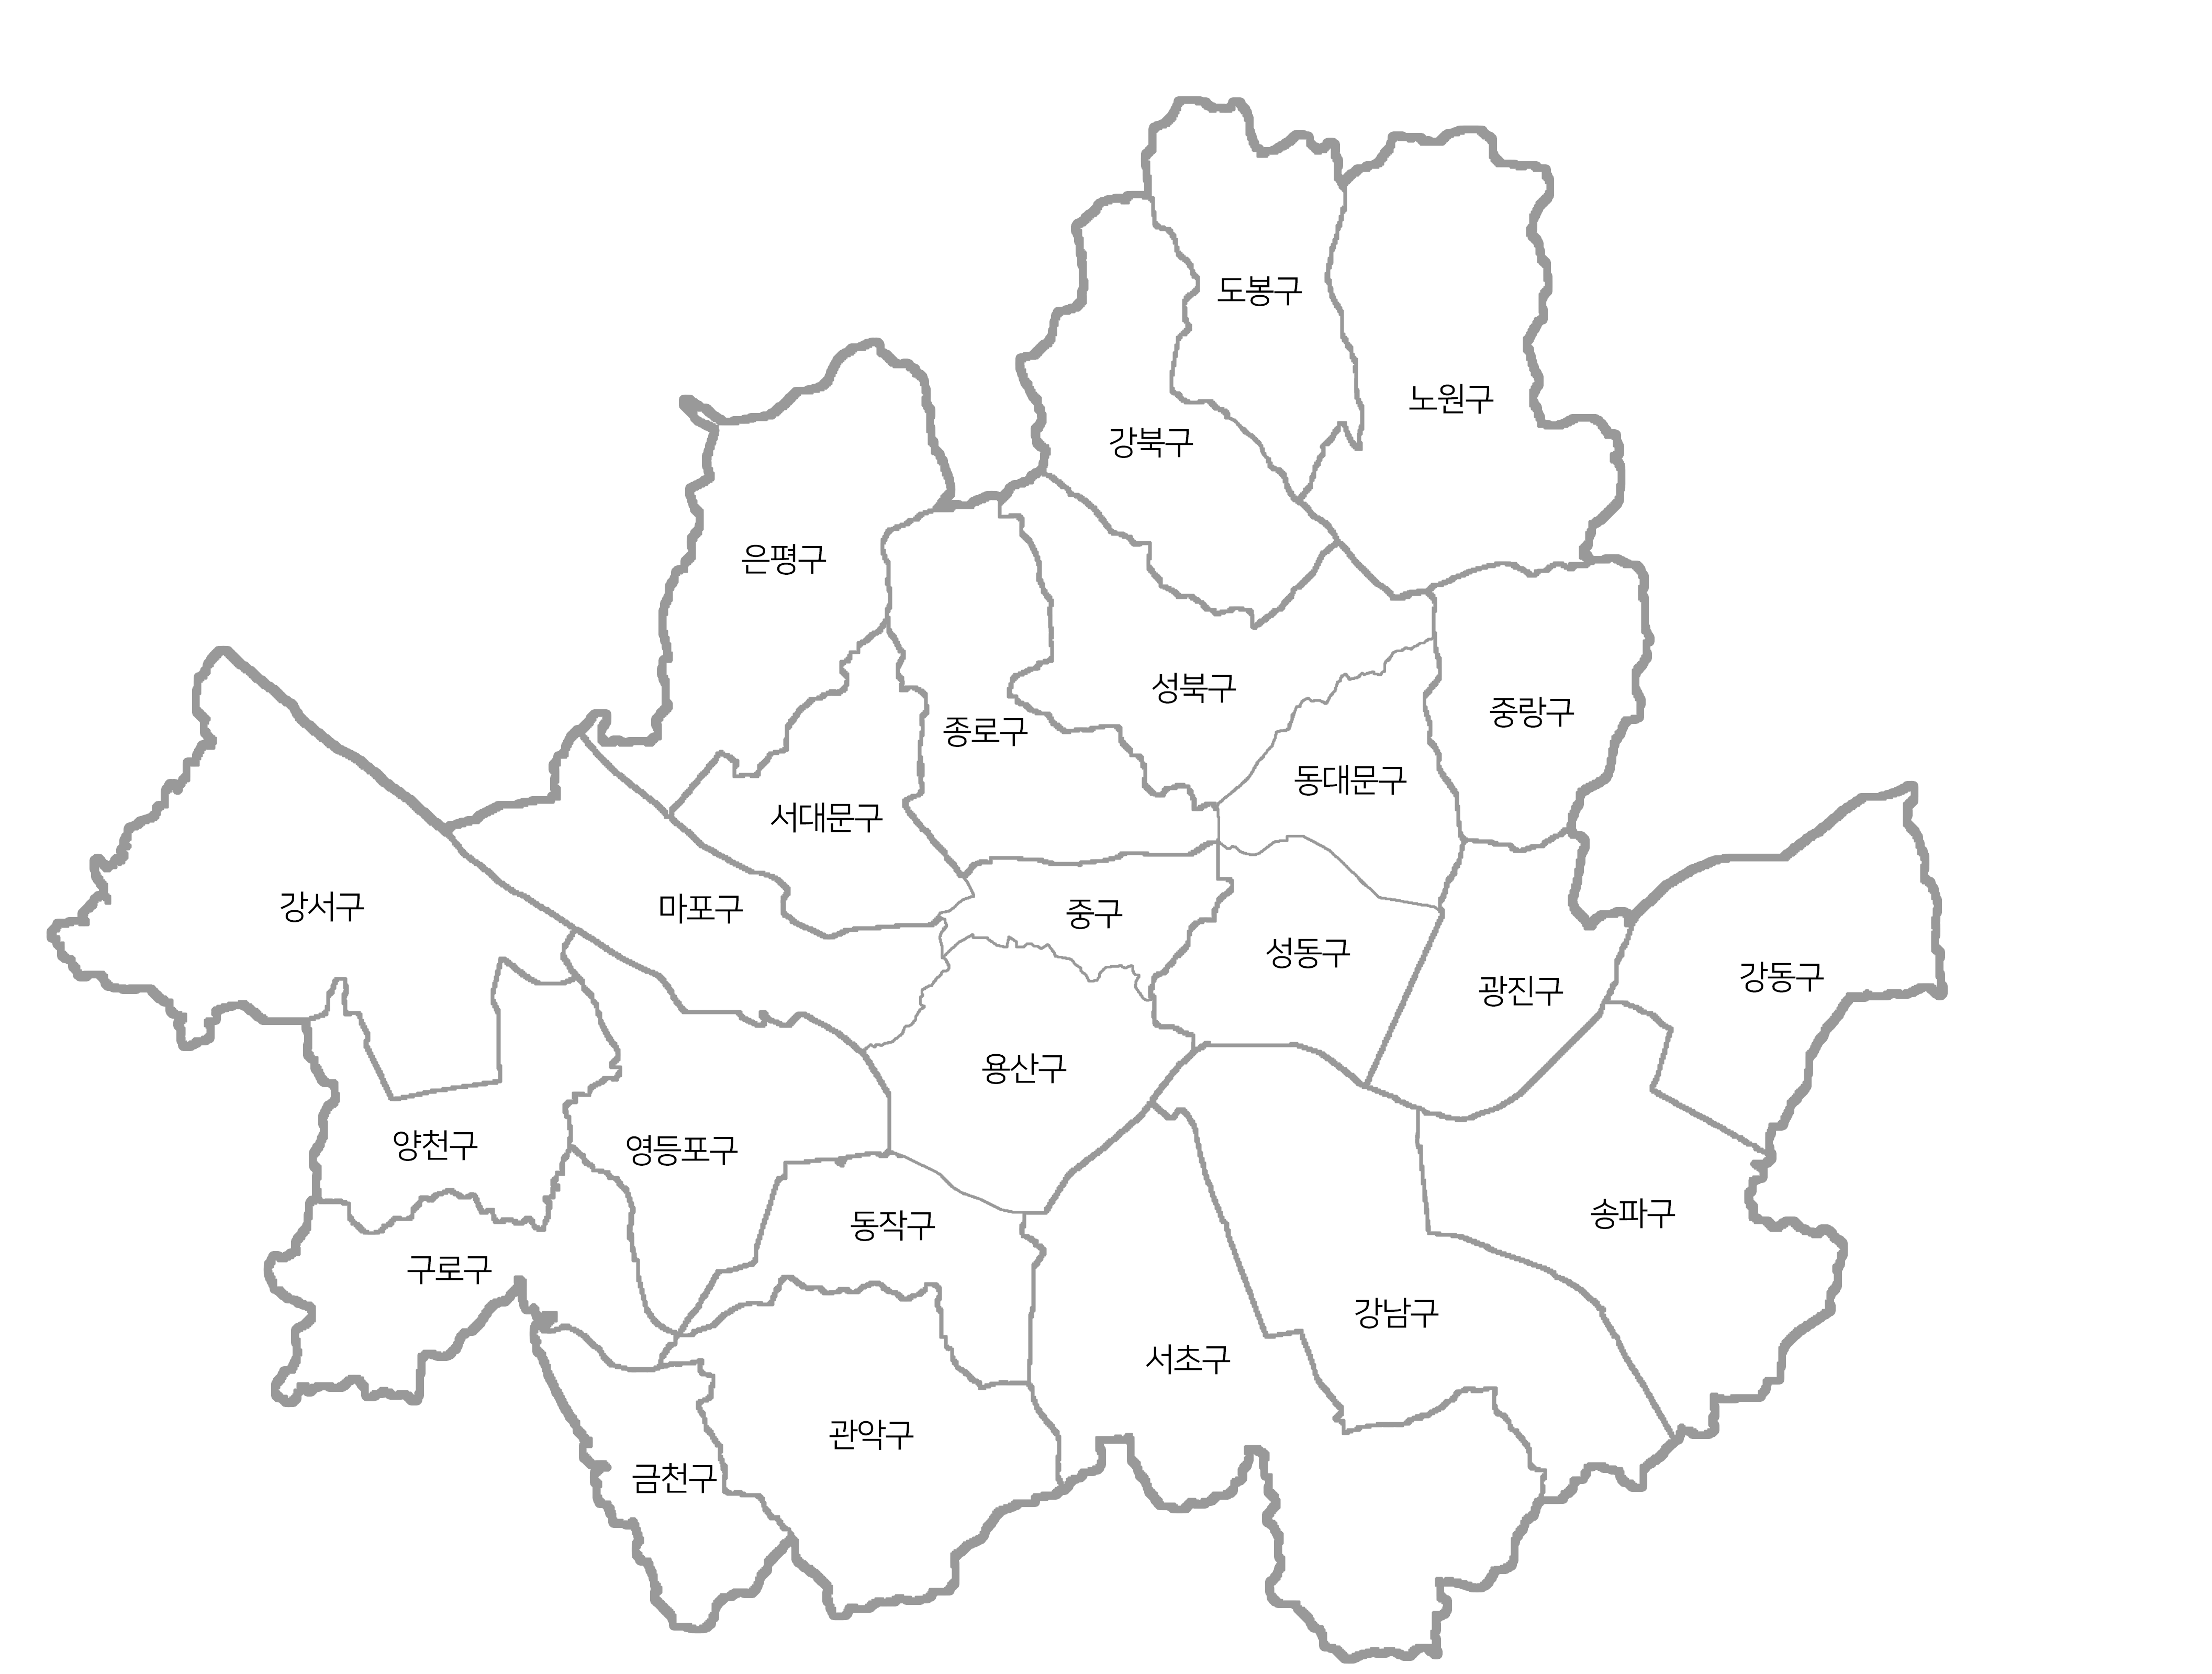 도봉구
노원구
강북구
은평구
성북구
중랑구
종로구
동대문구
서대문구
강서구
마포구
중구
성동구
광진구
강동구
용산구
양천구
영등포구
송파구
동작구
구로구
강남구
서초구
관악구
금천구